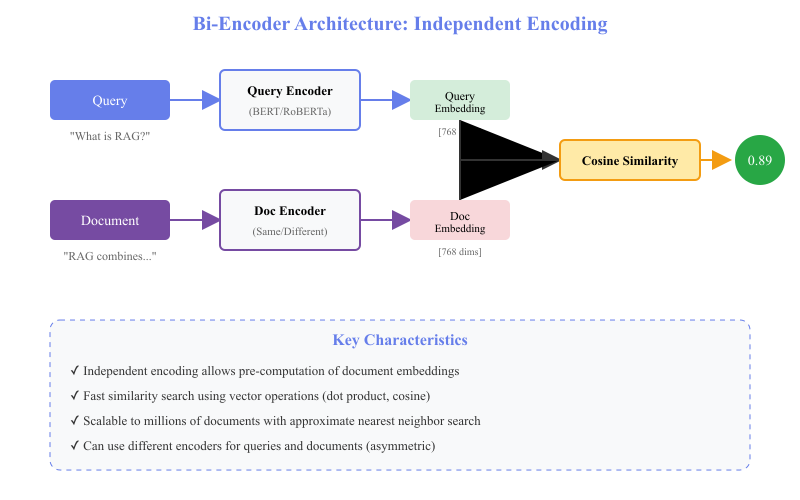 Bi-Encoder Architecture: Independent Encoding
Query
"What is RAG?"
Query Encoder
(BERT/RoBERTa)
Query
Embedding
[768
Cosine Similarity
0.89
Document
"RAG combines..."
Doc Encoder
(Same/Different)
Doc
Embedding
[768 dims]
Key Characteristics
✓ Independent encoding allows pre-computation of document embeddings
✓ Fast similarity search using vector operations (dot product, cosine)
✓ Scalable to millions of documents with approximate nearest neighbor search
✓ Can use different encoders for queries and documents (asymmetric)